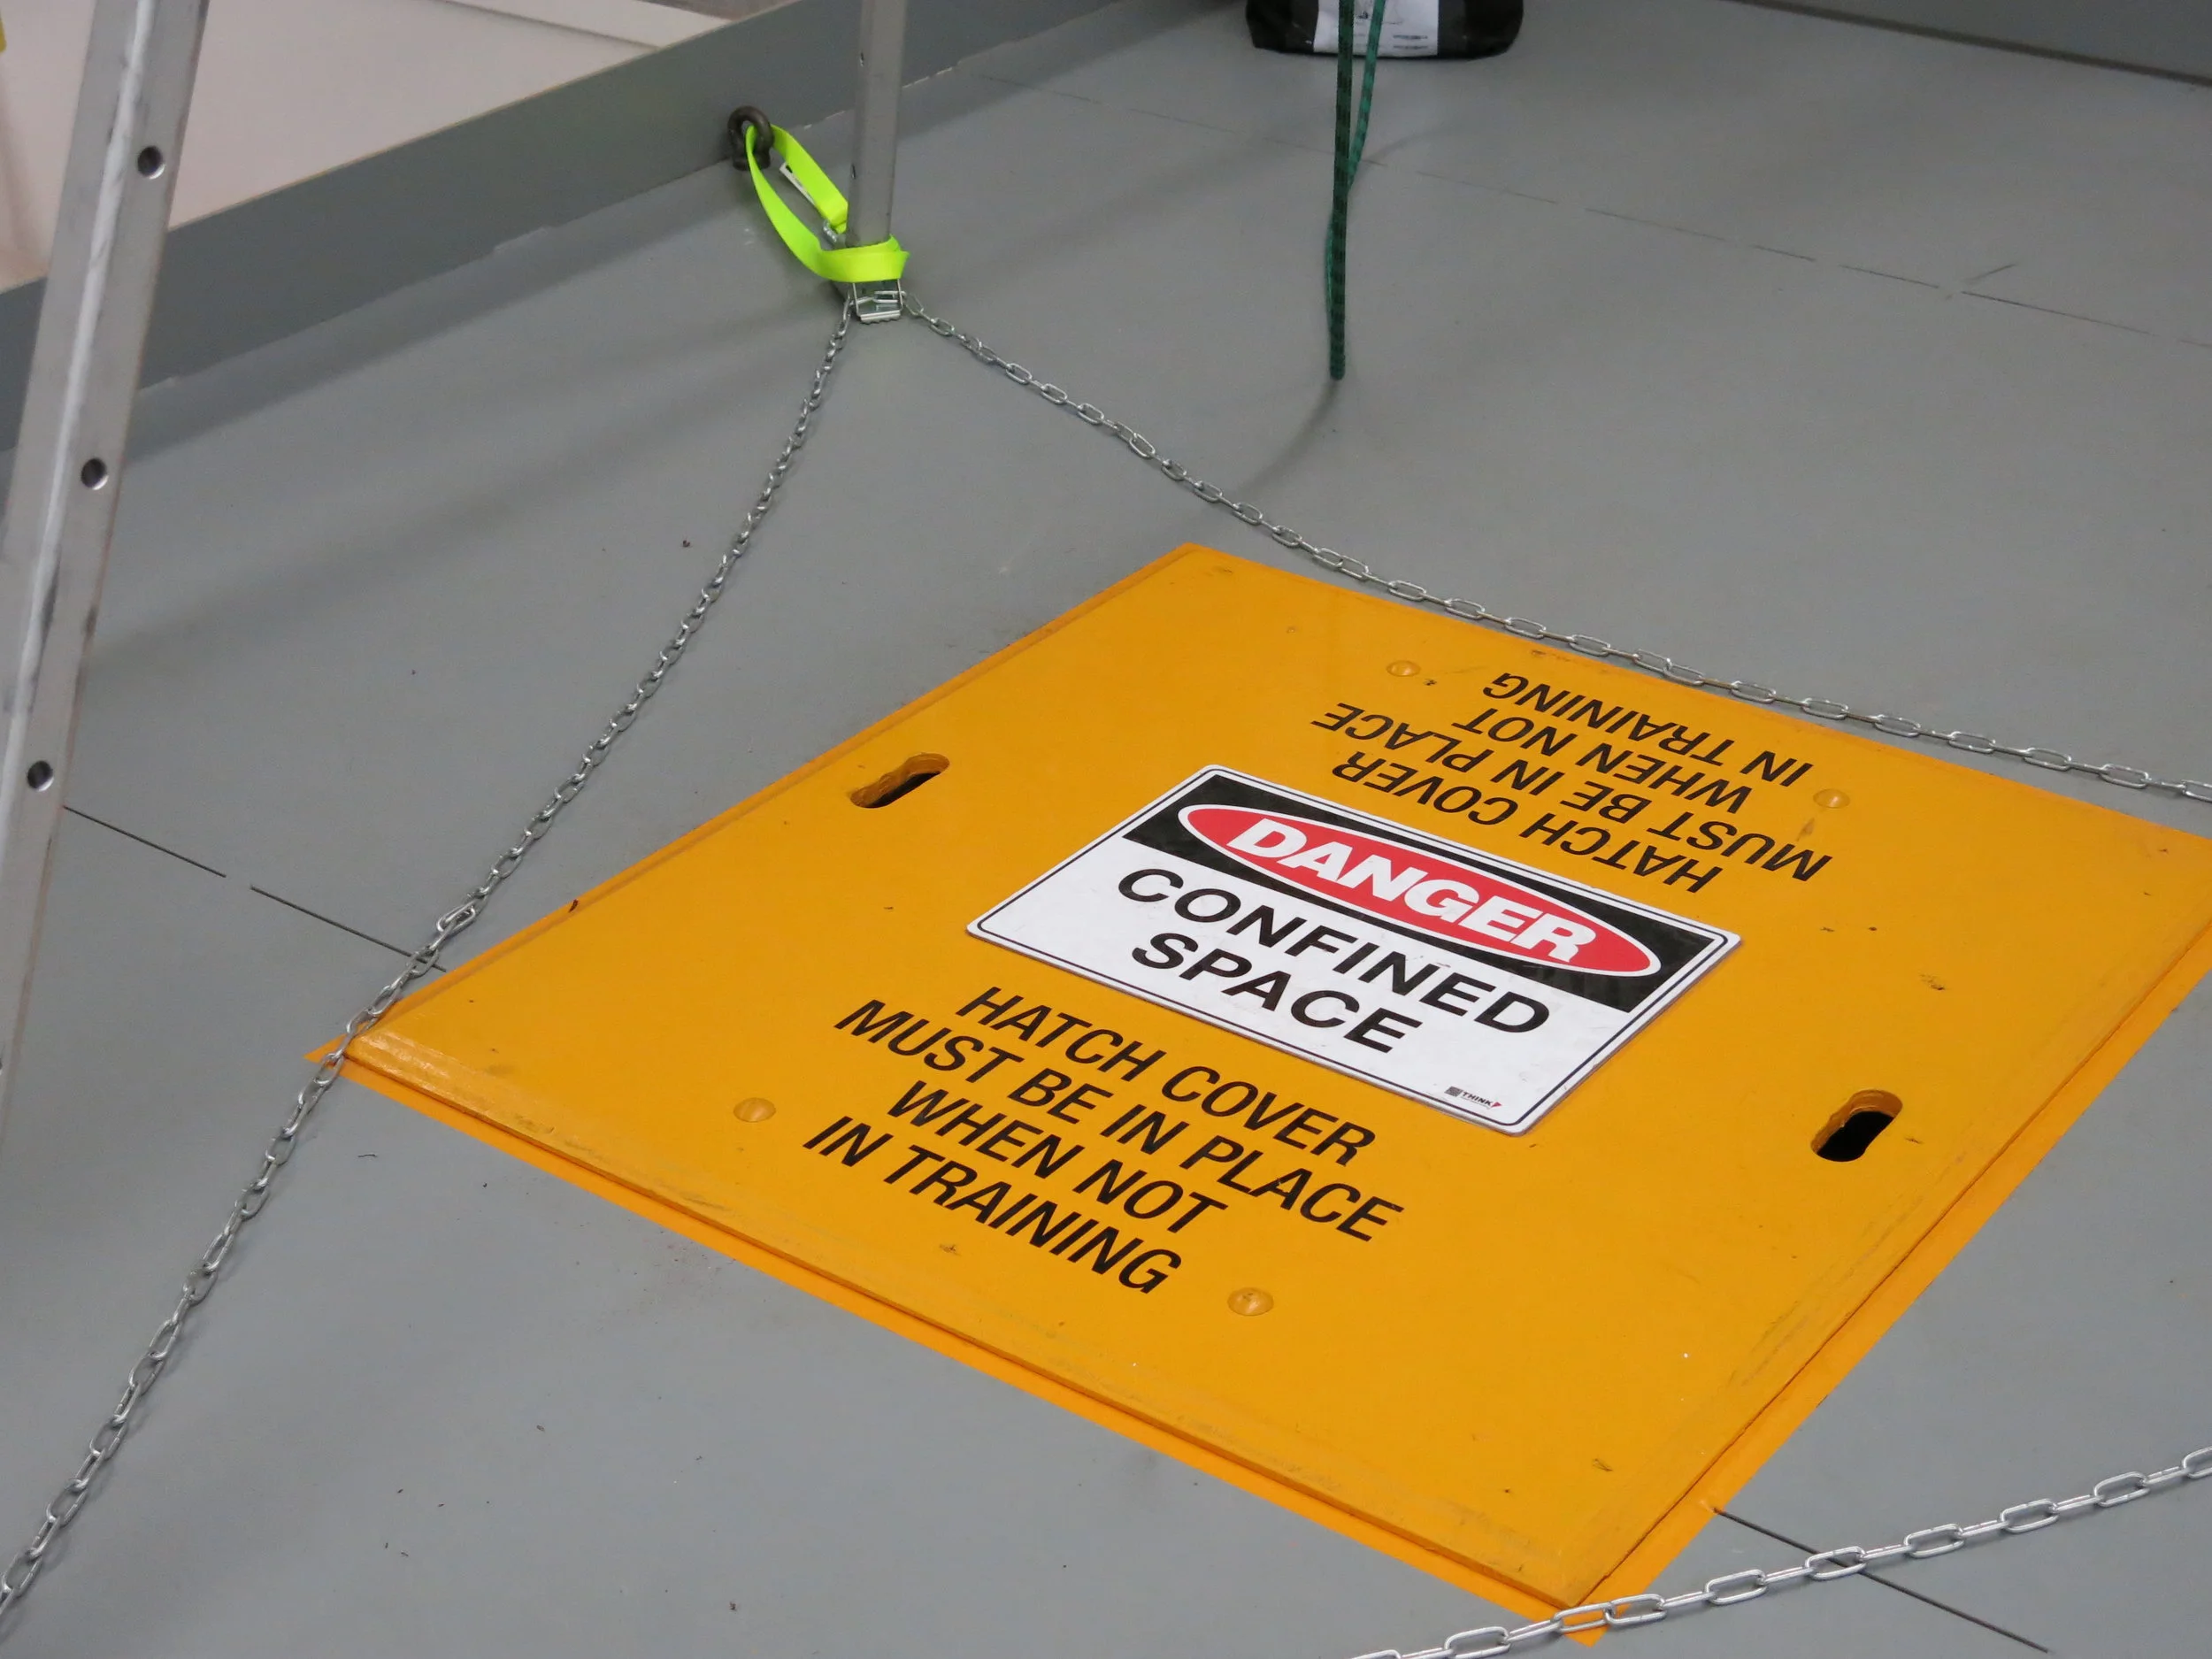 HATCH COVER
MUST BE IN PLACE
WHEN NOT
IN TRAINING
DANGER
CONFINED
SPACE
THINK
HATCH COVER
MUST BE IN PLACE
WHEN NOT
IN TRAINING